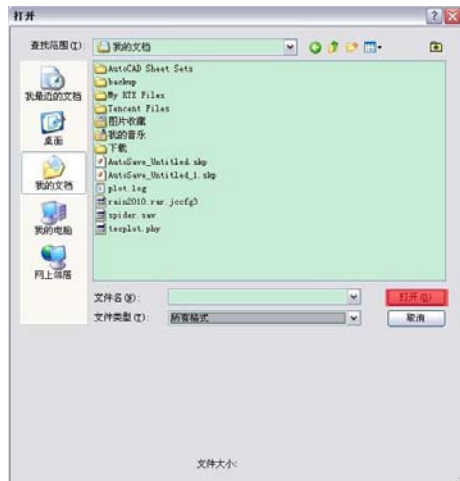 打开
查找范围(I):
我的文档
我最近的文档
桌面
我的文档
我的电脑
网上邻居
AutoCAD Sheet Sets
backup
My RTX Files
Tencent Files
图片收藏
我的音乐
下载
AutoSave_Untitled.skp
AutoSave_Untitled_1.skp
plot.log
rain2010.rar.jccfg3
spider.sav
tecplot.phy
文件名(N):
打开(O)
文件类型(T):
所有格式
取消
文件大小: